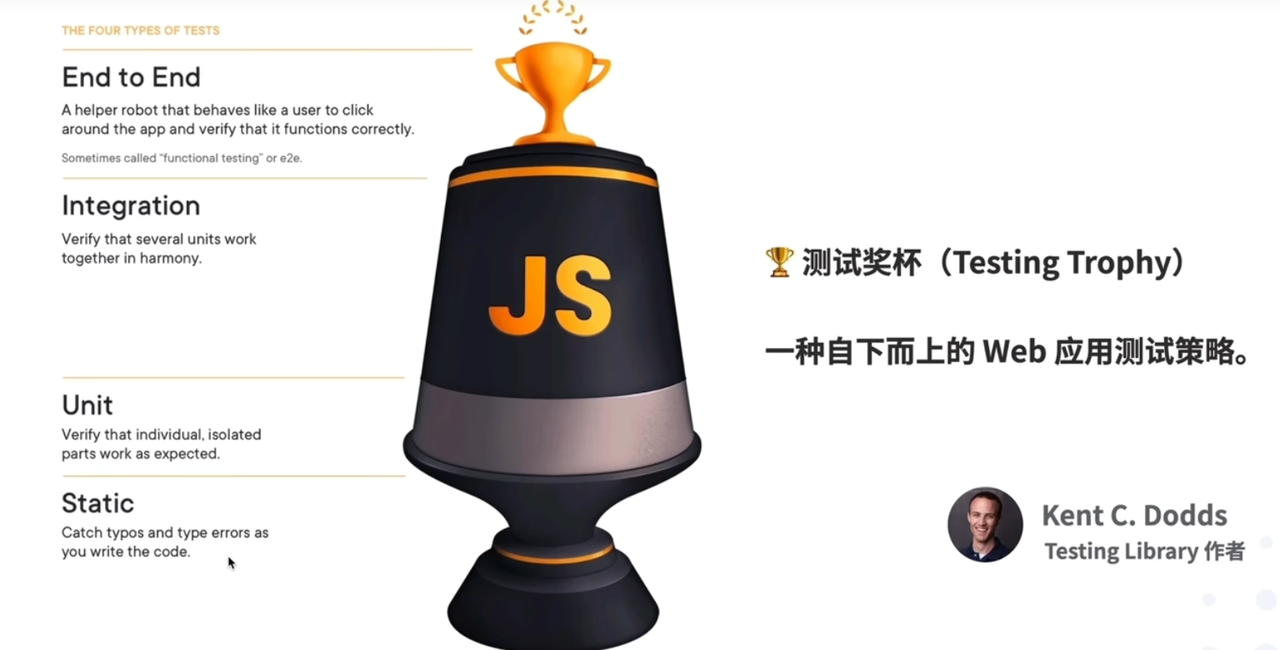 THE FOUR TYPES OF TESTS
End to End
A helper robot that behaves like a user to click
around the app and verify that it functions correctly.
Sometimes called “functional testing” or e2e.
Integration
Verify that several units work
together in harmony.
Unit
Verify that individual, isolated
parts work as expected.
Static
Catch typos and type errors as
you write the code.
JS
🏆 测试奖杯（Testing Trophy）
一种自下而上的 Web 应用测试策略。
Kent C. Dodds
Testing Library 作者